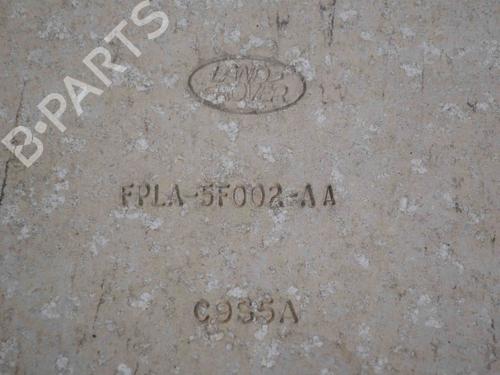 B-PARTS
LAND-
ROVER
FPLA-5F002-AA
C9S5A